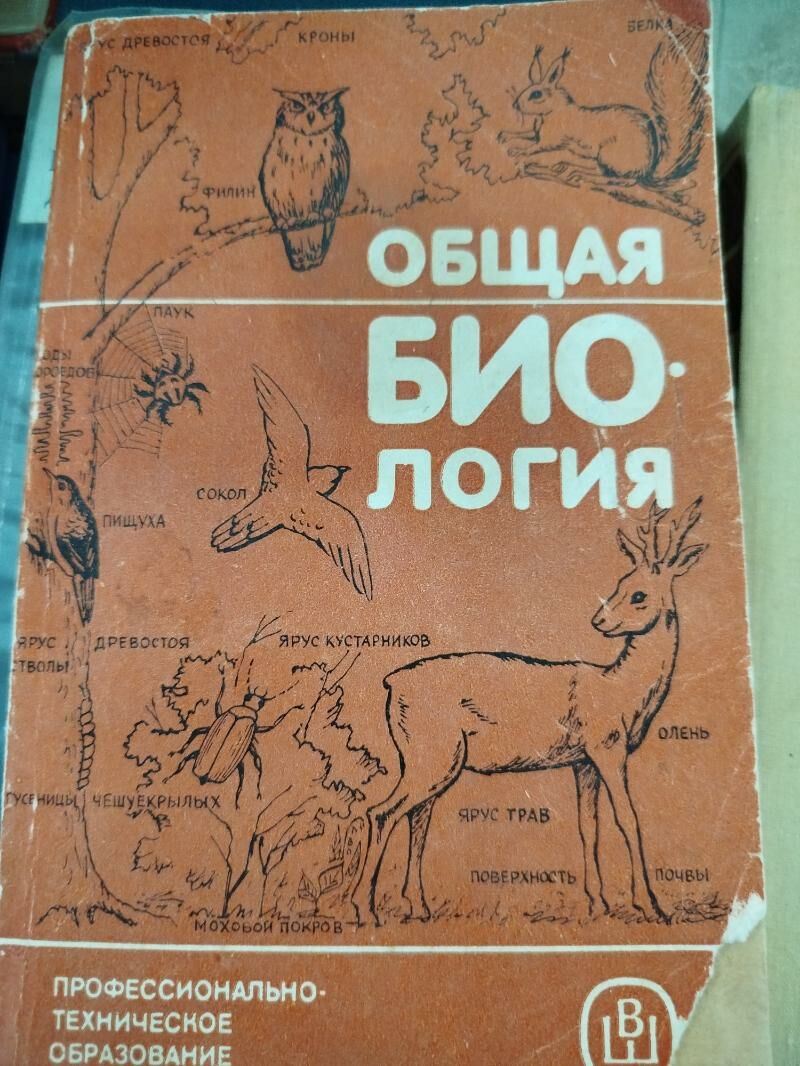 ЯРУС ДРЕВОСТОЯ КРОНЫ БЕЛКА
ФИЛИН
ОБЩАЯ
БИО-
ЛОГИЯ
ПАУК
СОКОЛ
ПИЩУХА
ЯРУС ДРЕВОСТОЯ
СТВОЛЫ
ЯРУС КУСТАРНИКОВ
ОЛЕНЬ
ГУСЕНИЦЫ ЧЕШУЕКРЫЛЫХ
ЯРУС ТРАВ
ПОВЕРХНОСТЬ ПОЧВЫ
МОХОВОЙ ПОКРОВ
ПРОФЕССИОНАЛЬНО-
ТЕХНИЧЕСКОЕ
ОБРАЗОВАНИЕ
ВШ